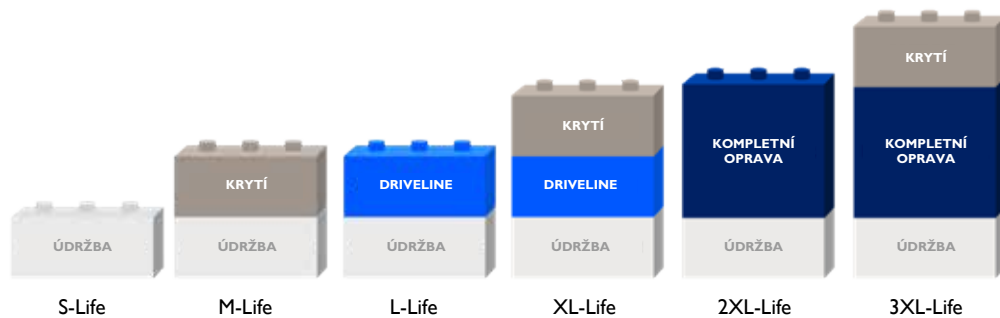 KRYTÍ
KRYTÍ
KOMPLETNÍ
OPRAVA
KOMPLETNÍ
OPRAVA
KRYTÍ
DRIVELINE
DRIVELINE
ÚDRŽBA
ÚDRŽBA
ÚDRŽBA
ÚDRŽBA
ÚDRŽBA
ÚDRŽBA
S-Life
M-Life
L-Life
XL-Life
2XL-Life
3XL-Life